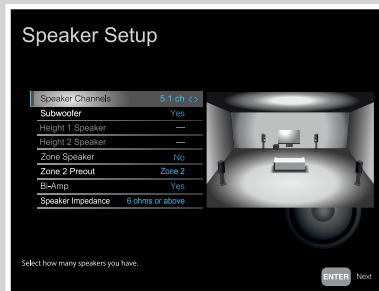 Speaker Setup
Speaker Channels 5.1 ch <>
Subwoofer Yes
Height 1 Speaker —
Height 2 Speaker —
Zone Speaker No
Zone 2 Preout Zone 2
Bi-Amp Yes
Speaker Impedance 6 ohms or above
Select how many speakers you have.
ENTER Next